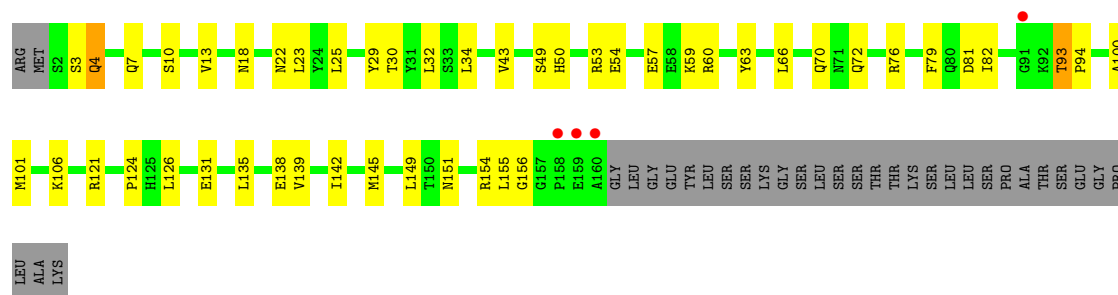 ARG MET S2 S3 Q4 Q7 S10 V13 N18 N22 L23 Y24 L25 Y29 T30 Y31 L32 S33 L34 V43 S49 H50 R53 E54 E57 E58 K59 R60 Y63 L66 Q70 N71 Q72 R76 F79 Q80 D81 I82 G91 K92 T93 P94
M101 K106 R121 P124 H125 L126 E131 L135 E138 V139 I142 M145 L149 T150 N151 R154 L155 G156 G157 P158 E159 A160 GLY LEU GLY GLU TYR LEU SER SER LYS GLY SER LEU SER SER THR THR LYS SER LEU LEU SER PRO ALA THR SER GLU GLY PRO
LEU ALA LYS